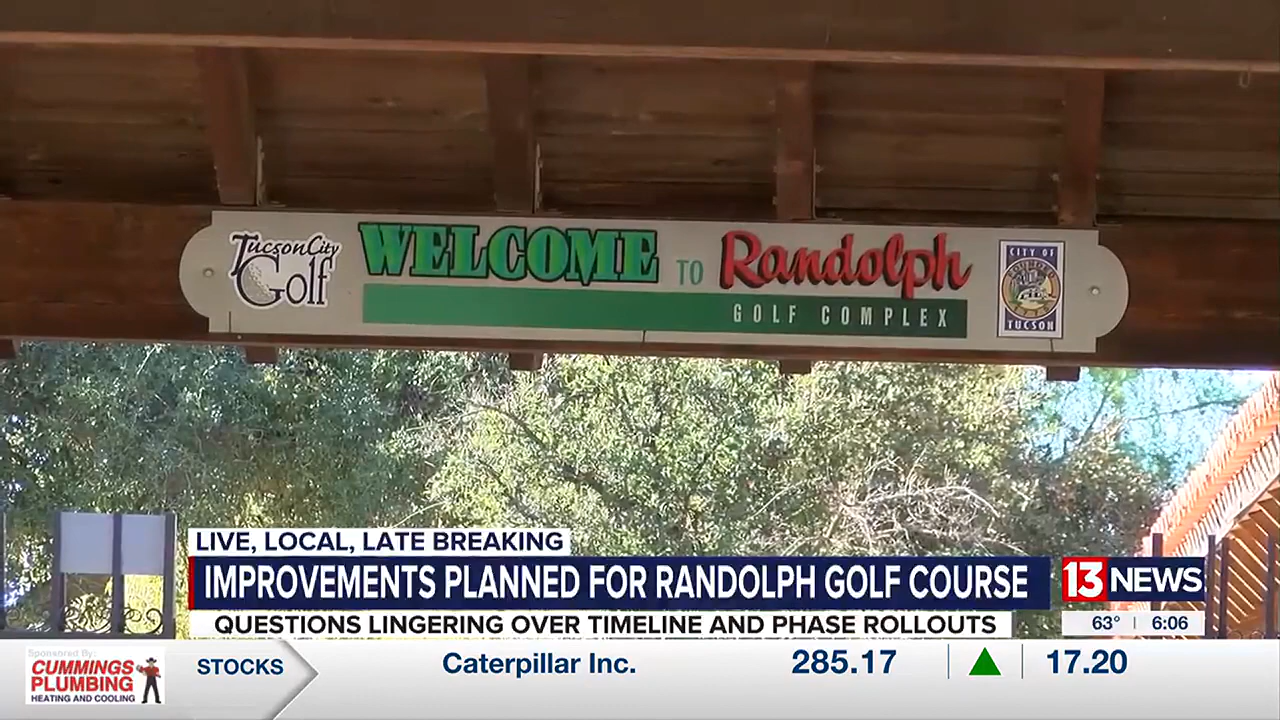 Tucson City
Golf
WELCOME TO Randolph
GOLF COMPLEX
CITY OF
TUCSON
LIVE, LOCAL, LATE BREAKING
IMPROVEMENTS PLANNED FOR RANDOLPH GOLF COURSE
13 NEWS
QUESTIONS LINGERING OVER TIMELINE AND PHASE ROLLOUTS
63° | 6:06
Sponsored By:
CUMMINGS
PLUMBING
HEATING AND COOLING
STOCKS
Caterpillar Inc. 285.17 17.20